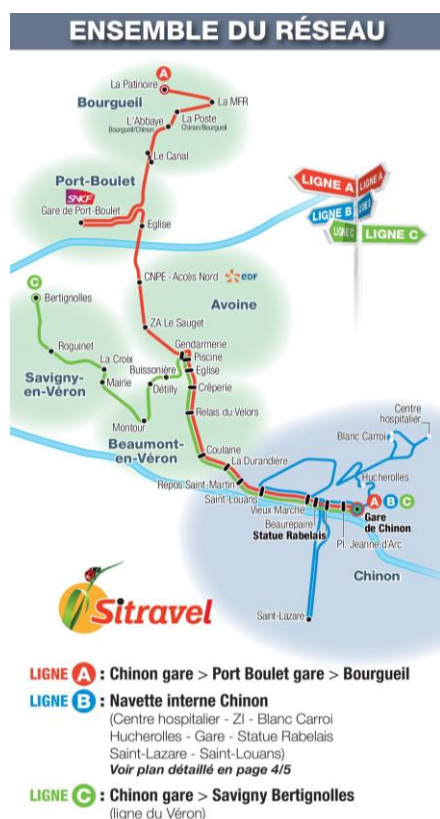 ENSEMBLE DU RÉSEAU
A
La Patinoire
Bourgueil
La MFR
La Poste
Chinon/Bourgueil
L'Abbaye
Bourgueil/Chinon
Le Canal
Port-Boulet
SNCF
Gare de Port-Boulet
Eglise
LIGNE A
LIGNE A
LIGNE B
LIGNE C
LIGNE C
CNPE - Accès Nord
edf
C
Bertignolles
Avoine
ZA Le Sauget
Gendarmerie
Piscine
Eglise
Crêperie
Roguinet
La Croix
Buissonière
Mairie
Détilly
Savigny-
en-Véron
Relais du Vélors
Montour
Beaumont-
en-Véron
Centre
hospitalier
Blanc Carroi
Coulaine
La Durandière
Hucherolles
Repos Saint-Martin
Saint-Louans
A B C
Gare
de Chinon
Vieux Marché
Beaurepaire
Statue Rabelais
Pl. Jeanne d'Arc
Chinon
Saint-Lazare
Sitravel
LIGNE A : Chinon gare > Port Boulet gare > Bourgueil
LIGNE B : Navette interne Chinon
(Centre hospitalier - ZI - Blanc Carroi
Hucherolles - Gare - Statue Rabelais
Saint-Lazare - Saint-Louans)
Voir plan détaillé en page 4/5
LIGNE C : Chinon gare > Savigny Bertignolles
(ligne du Véron)